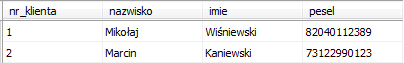 nr_klienta nazwisko imie pesel
1 Mikołaj Wiśniewski 82040112389
2 Marcin Kaniewski 73122990123